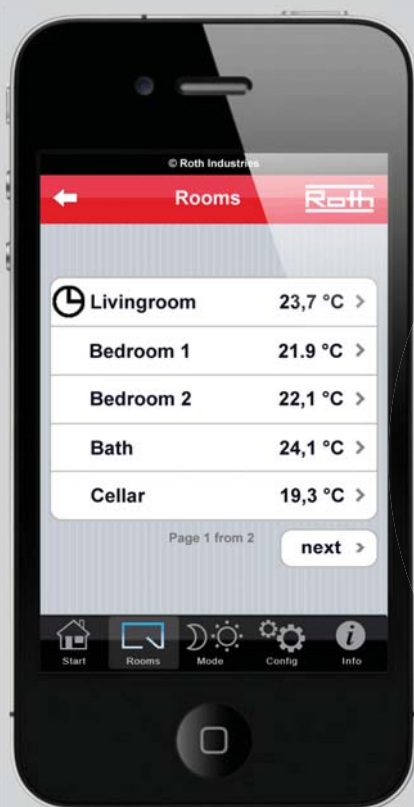 © Roth Industries
Rooms
Roth
Livingroom 23,7 °C >
Bedroom 1 21.9 °C >
Bedroom 2 22,1 °C >
Bath 24,1 °C >
Cellar 19,3 °C >
Page 1 from 2
next >
Start Rooms Mode Config Info